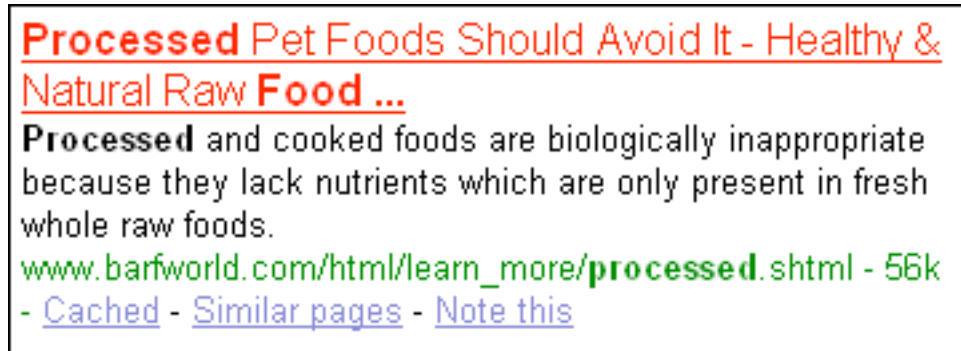 Processed Pet Foods Should Avoid It - Healthy &
Natural Raw Food ...
Processed and cooked foods are biologically inappropriate
because they lack nutrients which are only present in fresh
whole raw foods.
www.barfworld.com/html/learn_more/processed.shtml - 56k
- Cached - Similar pages - Note this